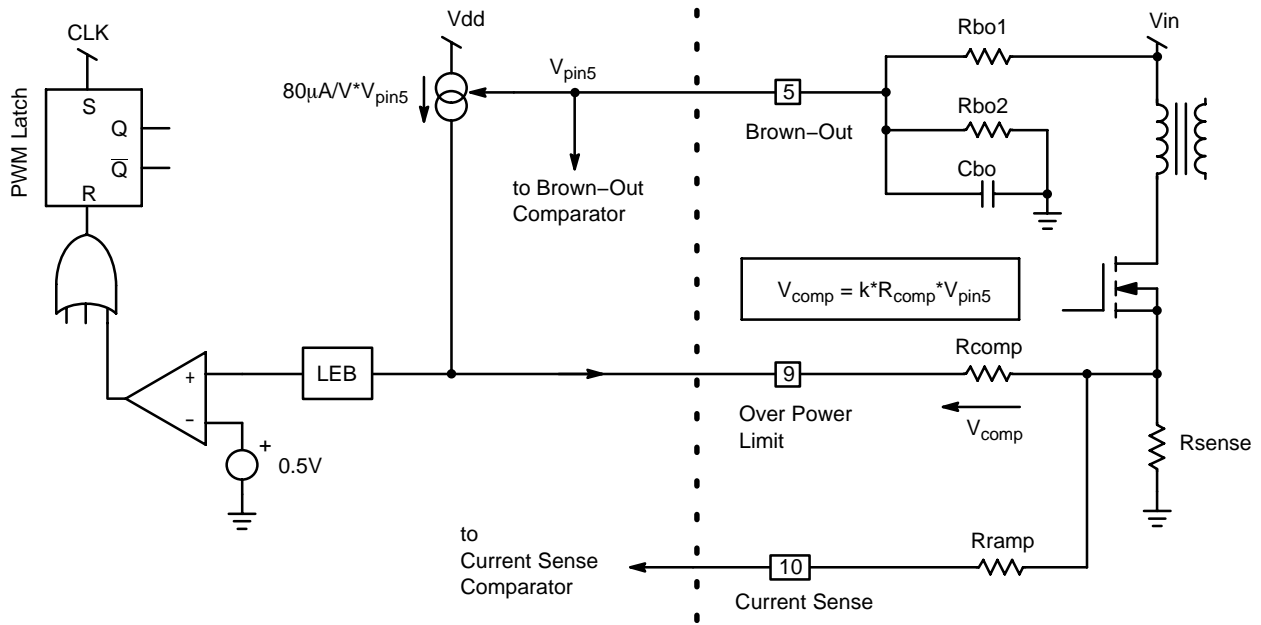 CLK
Vdd
Rbo1
Vin
Vpin5
80µA/V*Vpin5
5
PWM Latch
S
Q
Q
R
Brown−Out
Rbo2
Cbo
to Brown−Out
Comparator
Vcomp = k*Rcomp*Vpin5
LEB
9
Rcomp
+
−
Over Power
Limit
Vcomp
+
0.5V
Rsense
to
Current Sense
Comparator
10
Rramp
Current Sense